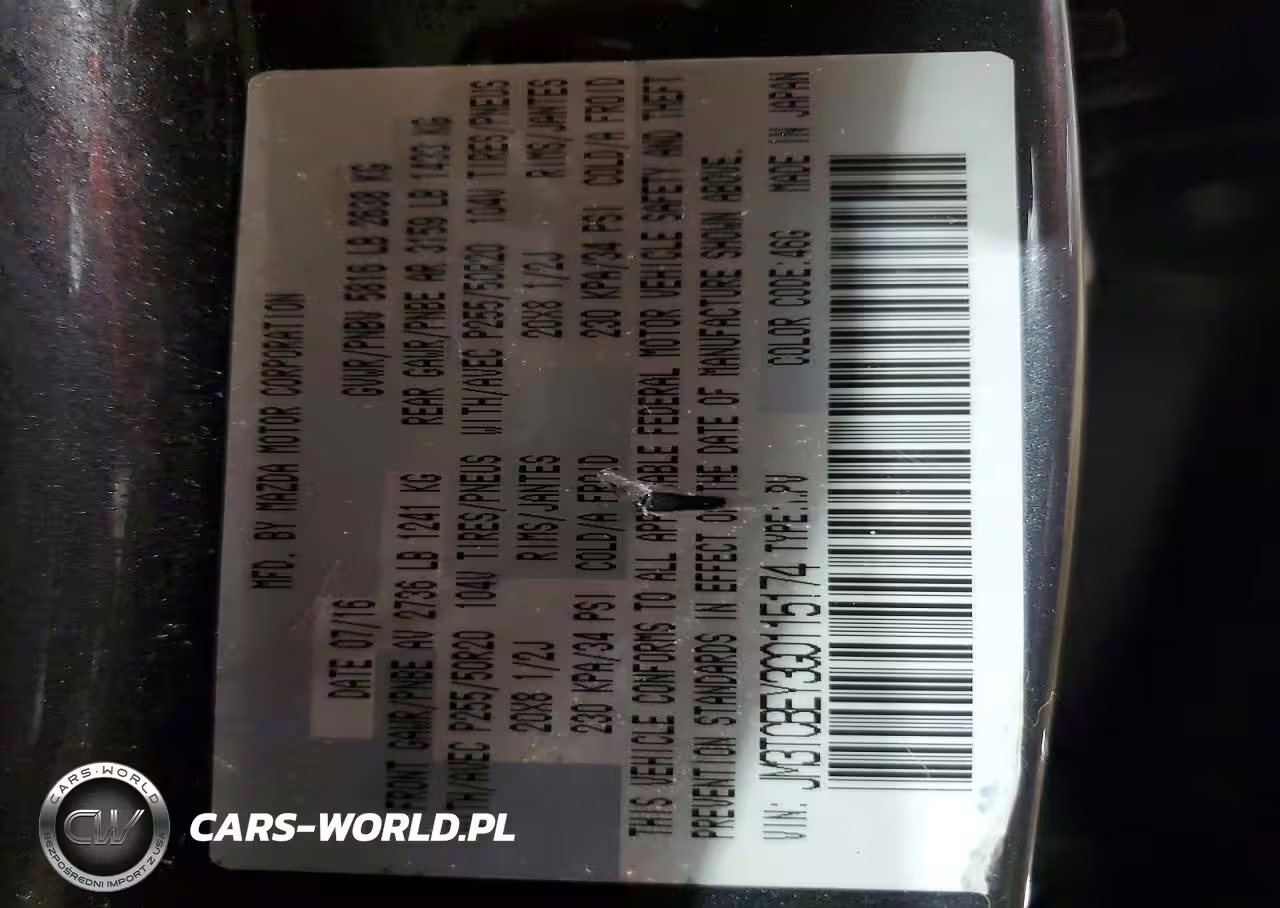 MFD. BY MAZDA MOTOR CORPORATION
DATE 07/16 GVWR/PNBV 5816 LB 2638 KG
FRONT GAWR/PNBE AV 2736 LB 1241 KG REAR GAWR/PNBE AR 3159 LB 1433 KG
P255/50R20 104V TIRES/PNEUS WITH/AVEC P255/50R20 104V TIRES/PNEUS
20X8 1/2J RIMS/JANTES 20X8 1/2J RIMS/JANTES
230 KPA/34 PSI COLD/A FROID 230 KPA/34 PSI COLD/A FROID
THIS VEHICLE CONFORMS TO ALL FEDERAL MOTOR VEHICLE SAFETY AND THEFT
PREVENTION STANDARDS IN EFFECT THE DATE OF MANUFACTURE SHOWN ABOVE.
COLOR CODE:46G MADE IN JAPAN
VIN: JM3TCBEY3G0115174 TYPE:
CARS-WORLD
CW
BEZPOŚREDNI IMPORT Z USA
CARS-WORLD.PL